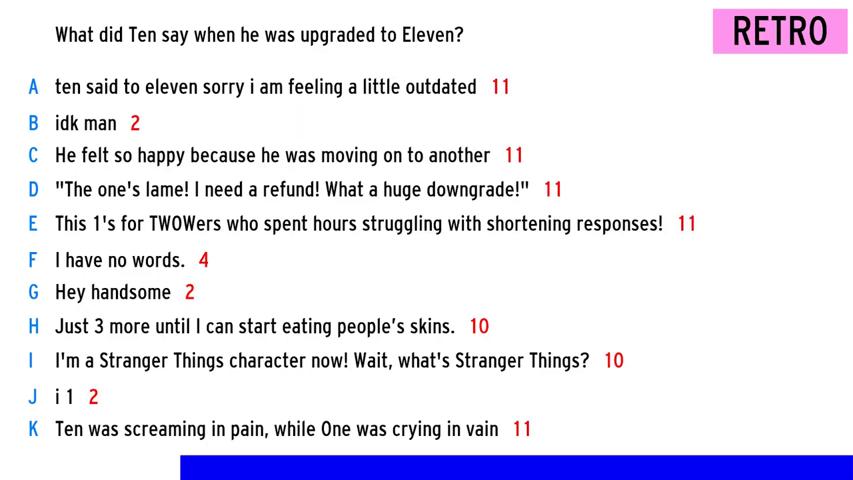 What did Ten say when he was upgraded to Eleven?
RETRO
A ten said to eleven sorry i am feeling a little outdated 11
B idk man 2
C He felt so happy because he was moving on to another 11
D "The one's lame! I need a refund! What a huge downgrade!" 11
E This 1's for TWOWers who spent hours struggling with shortening responses! 11
F I have no words. 4
G Hey handsome 2
H Just 3 more until I can start eating people’s skins. 10
I I'm a Stranger Things character now! Wait, what's Stranger Things? 10
J i 1 2
K Ten was screaming in pain, while One was crying in vain 11